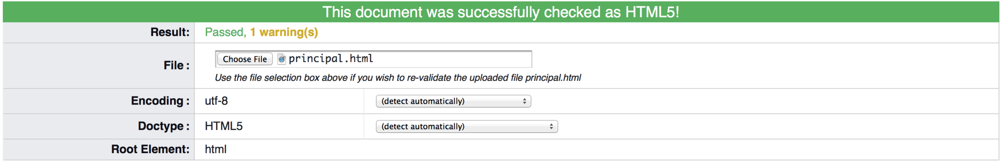 This document was successfully checked as HTML5!
Result: Passed, 1 warning(s)
File : Choose File principal.html
Use the file selection box above if you wish to re-validate the uploaded file principal.html
Encoding : utf-8 (detect automatically)
Doctype : HTML5 (detect automatically)
Root Element: html